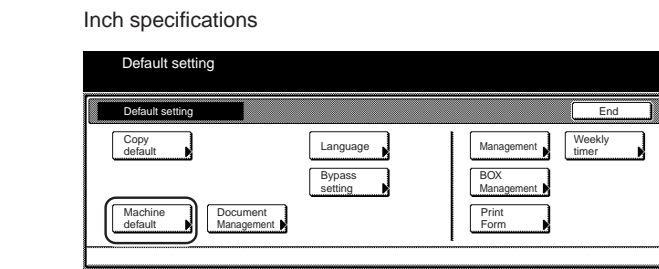 Inch specifications
Default setting
Default setting
End
Copy
default
Language
Management
Weekly
timer
Bypass
setting
BOX
Management
Machine
default
Document
Management
Print
Form